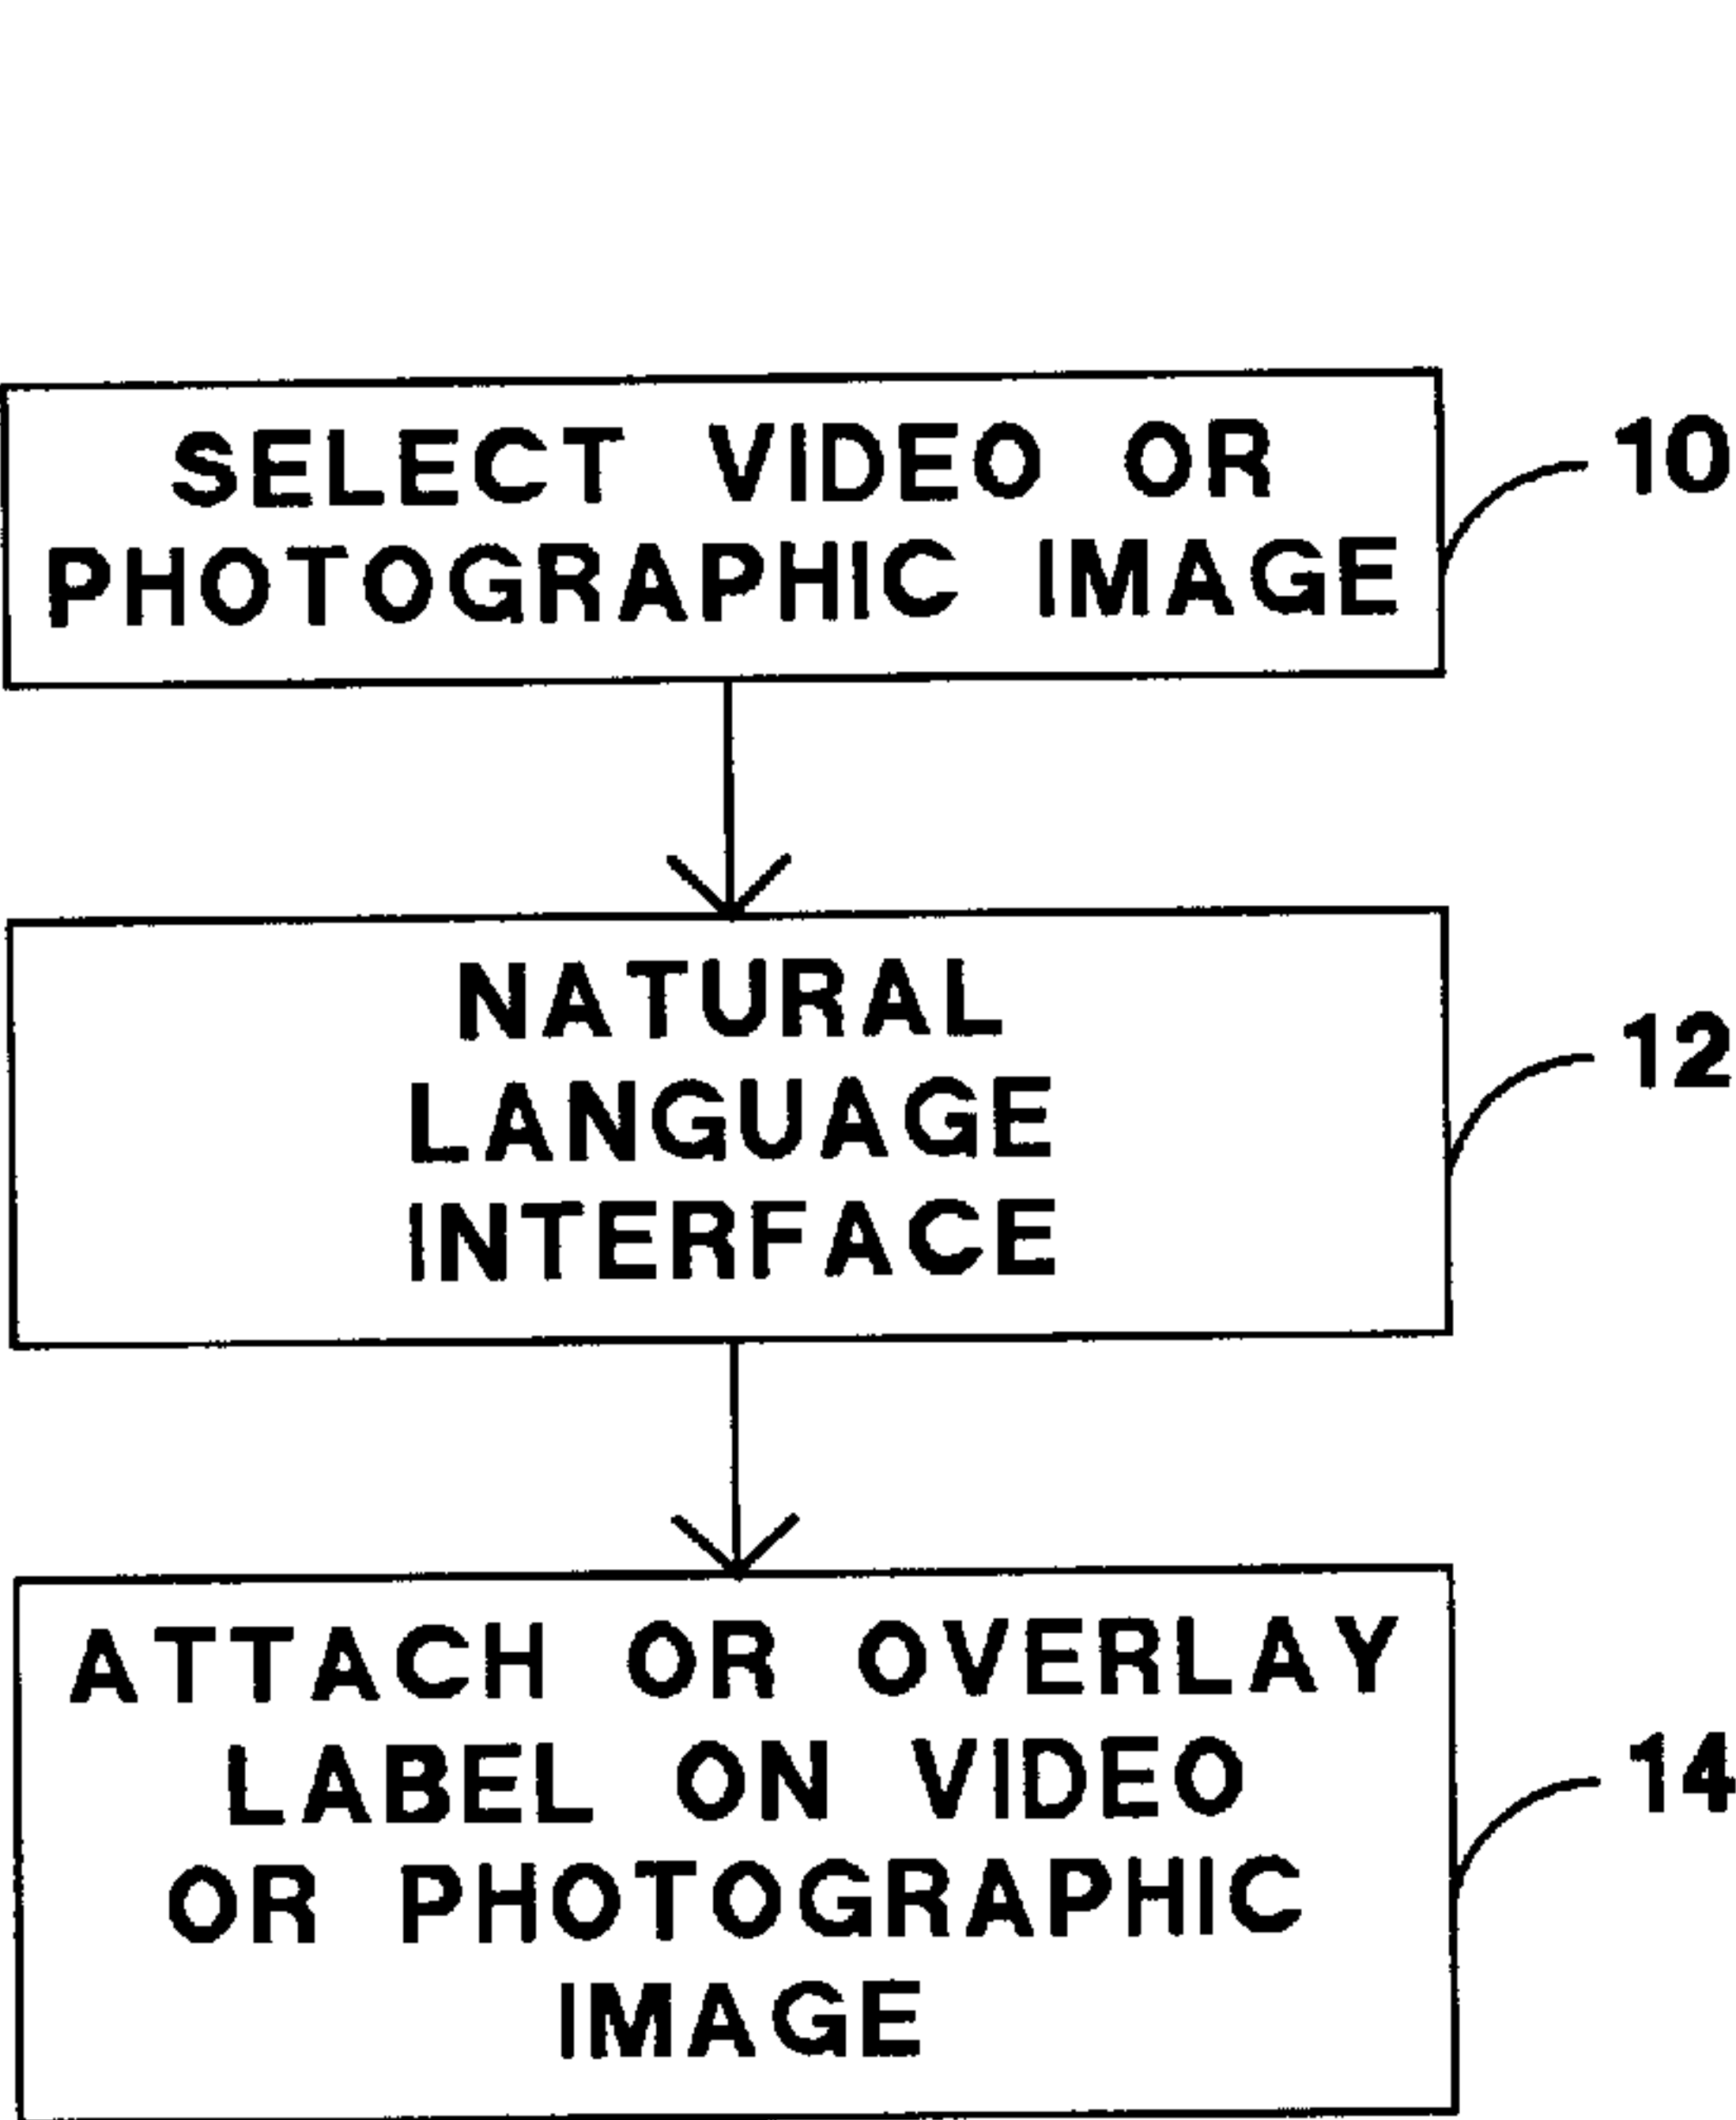 SELECT VIDEO OR
PHOTOGRAPHIC IMAGE
10
NATURAL
LANGUAGE
INTERFACE
12
ATTACH OR OVERLAY
LABEL ON VIDEO
OR PHOTOGRAPHIC
IMAGE
14